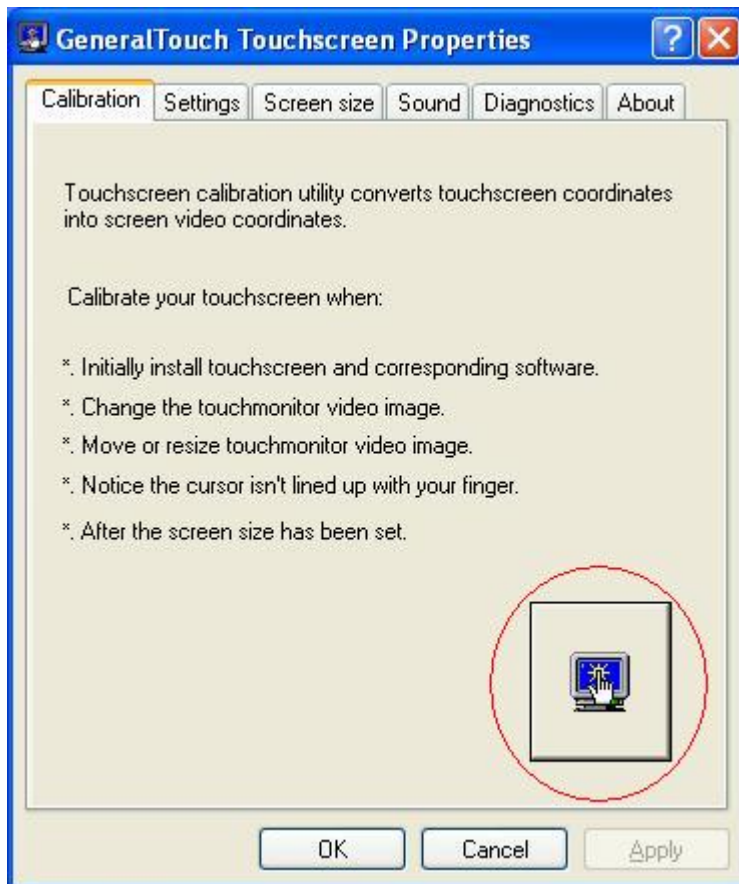 GeneralTouch Touchscreen Properties
Calibration Settings Screen size Sound Diagnostics About
Touchscreen calibration utility converts touchscreen coordinates
into screen video coordinates.
Calibrate your touchscreen when:
*. Initially install touchscreen and corresponding software.
*. Change the touchmonitor video image.
*. Move or resize touchmonitor video image.
*. Notice the cursor isn't lined up with your finger.
*. After the screen size has been set.
OK Cancel Apply